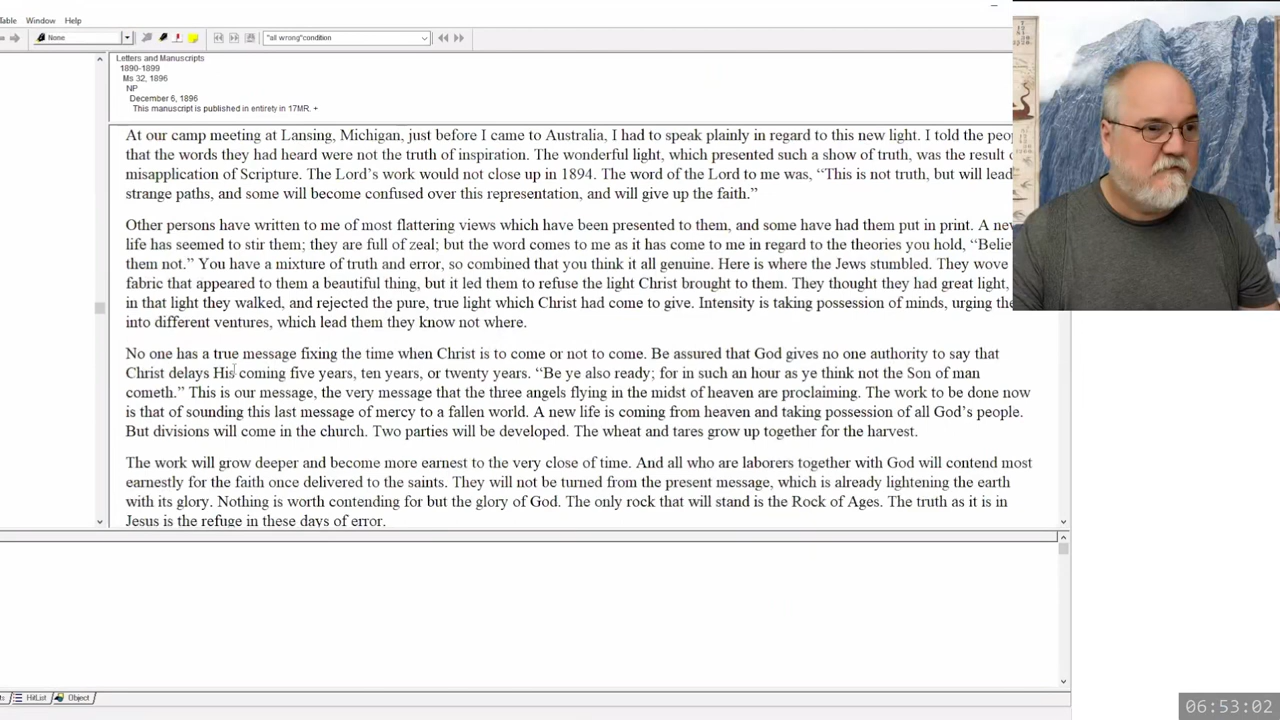 Table Window Help
None "all wrong"condition
Letters and Manuscripts
1890-1899
Ms 32, 1896
NP
December 6, 1896
This manuscript is published in entirety in 17MR. +
At our camp meeting at Lansing, Michigan, just before I came to Australia, I had to speak plainly in regard to this new light. I told the peop
that the words they had heard were not the truth of inspiration. The wonderful light, which presented such a show of truth, was the result
misapplication of Scripture. The Lord's work would not close up in 1894. The word of the Lord to me was, “This is not truth, but will lead
strange paths, and some will become confused over this representation, and will give up the faith.”
Other persons have written to me of most flattering views which have been presented to them, and some have had them put in print. A new
life has seemed to stir them; they are full of zeal; but the word comes to me as it has come to me in regard to the theories you hold, “Believ
them not.” You have a mixture of truth and error, so combined that you think it all genuine. Here is where the Jews stumbled. They wove
fabric that appeared to them a beautiful thing, but it led them to refuse the light Christ brought to them. They thought they had great light,
in that light they walked, and rejected the pure, true light which Christ had come to give. Intensity is taking possession of minds, urging the
into different ventures, which lead them they know not where.
No one has a true message fixing the time when Christ is to come or not to come. Be assured that God gives no one authority to say that
Christ delays His coming five years, ten years, or twenty years. “Be ye also ready; for in such an hour as ye think not the Son of man
cometh.” This is our message, the very message that the three angels flying in the midst of heaven are proclaiming. The work to be done now
is that of sounding this last message of mercy to a fallen world. A new life is coming from heaven and taking possession of all God's people.
But divisions will come in the church. Two parties will be developed. The wheat and tares grow up together for the harvest.
The work will grow deeper and become more earnest to the very close of time. And all who are laborers together with God will contend most
earnestly for the faith once delivered to the saints. They will not be turned from the present message, which is already lightening the earth
with its glory. Nothing is worth contending for but the glory of God. The only rock that will stand is the Rock of Ages. The truth as it is in
Jesus is the refuge in these days of error.
HitList Object
06:53:02